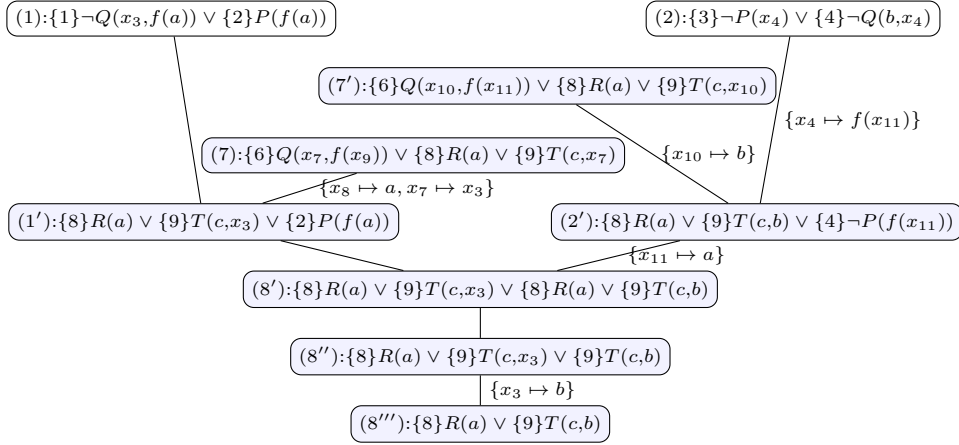 (1):{1}¬Q(x₃,f(a)) ∨ {2}P(f(a))
(2):{3}¬P(x₄) ∨ {4}¬Q(b,x₄)
(7′):{6}Q(x₁₀,f(x₁₁)) ∨ {8}R(a) ∨ {9}T(c,x₁₀)
{x₄ ↦ f(x₁₁)}
(7):{6}Q(x₇,f(x₉)) ∨ {8}R(a) ∨ {9}T(c,x₇)
{x₁₀ ↦ b}
{x₈ ↦ a, x₇ ↦ x₃}
(1′):{8}R(a) ∨ {9}T(c,x₃) ∨ {2}P(f(a))
(2′):{8}R(a) ∨ {9}T(c,b) ∨ {4}¬P(f(x₁₁))
{x₁₁ ↦ a}
(8′):{8}R(a) ∨ {9}T(c,x₃) ∨ {8}R(a) ∨ {9}T(c,b)
(8″):{8}R(a) ∨ {9}T(c,x₃) ∨ {9}T(c,b)
{x₃ ↦ b}
(8‴):{8}R(a) ∨ {9}T(c,b)